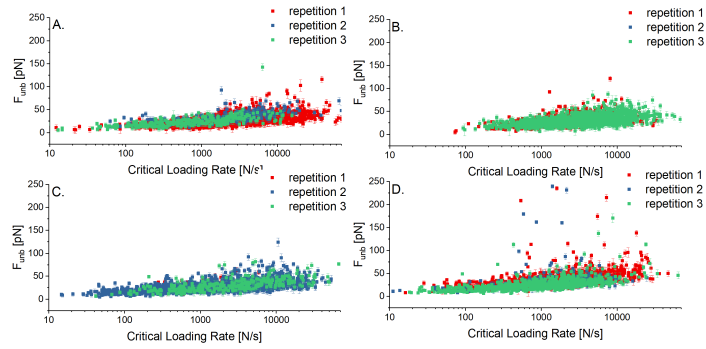 A.
repetition 1
repetition 2
repetition 3
F_unb [pN]
250
200
150
100
50
0
10 100 1000 10000
Critical Loading Rate [N/s]
B.
repetition 1
repetition 2
repetition 3
F_unb [pN]
250
200
150
100
50
0
10 100 1000 10000
Critical Loading Rate [N/s]
C.
repetition 1
repetition 2
repetition 3
F_unb [pN]
250
200
150
100
50
0
10 100 1000 10000
Critical Loading Rate [N/s]
D.
repetition 1
repetition 2
repetition 3
F_unb [pN]
250
200
150
100
50
0
10 100 1000 10000
Critical Loading Rate [N/s]